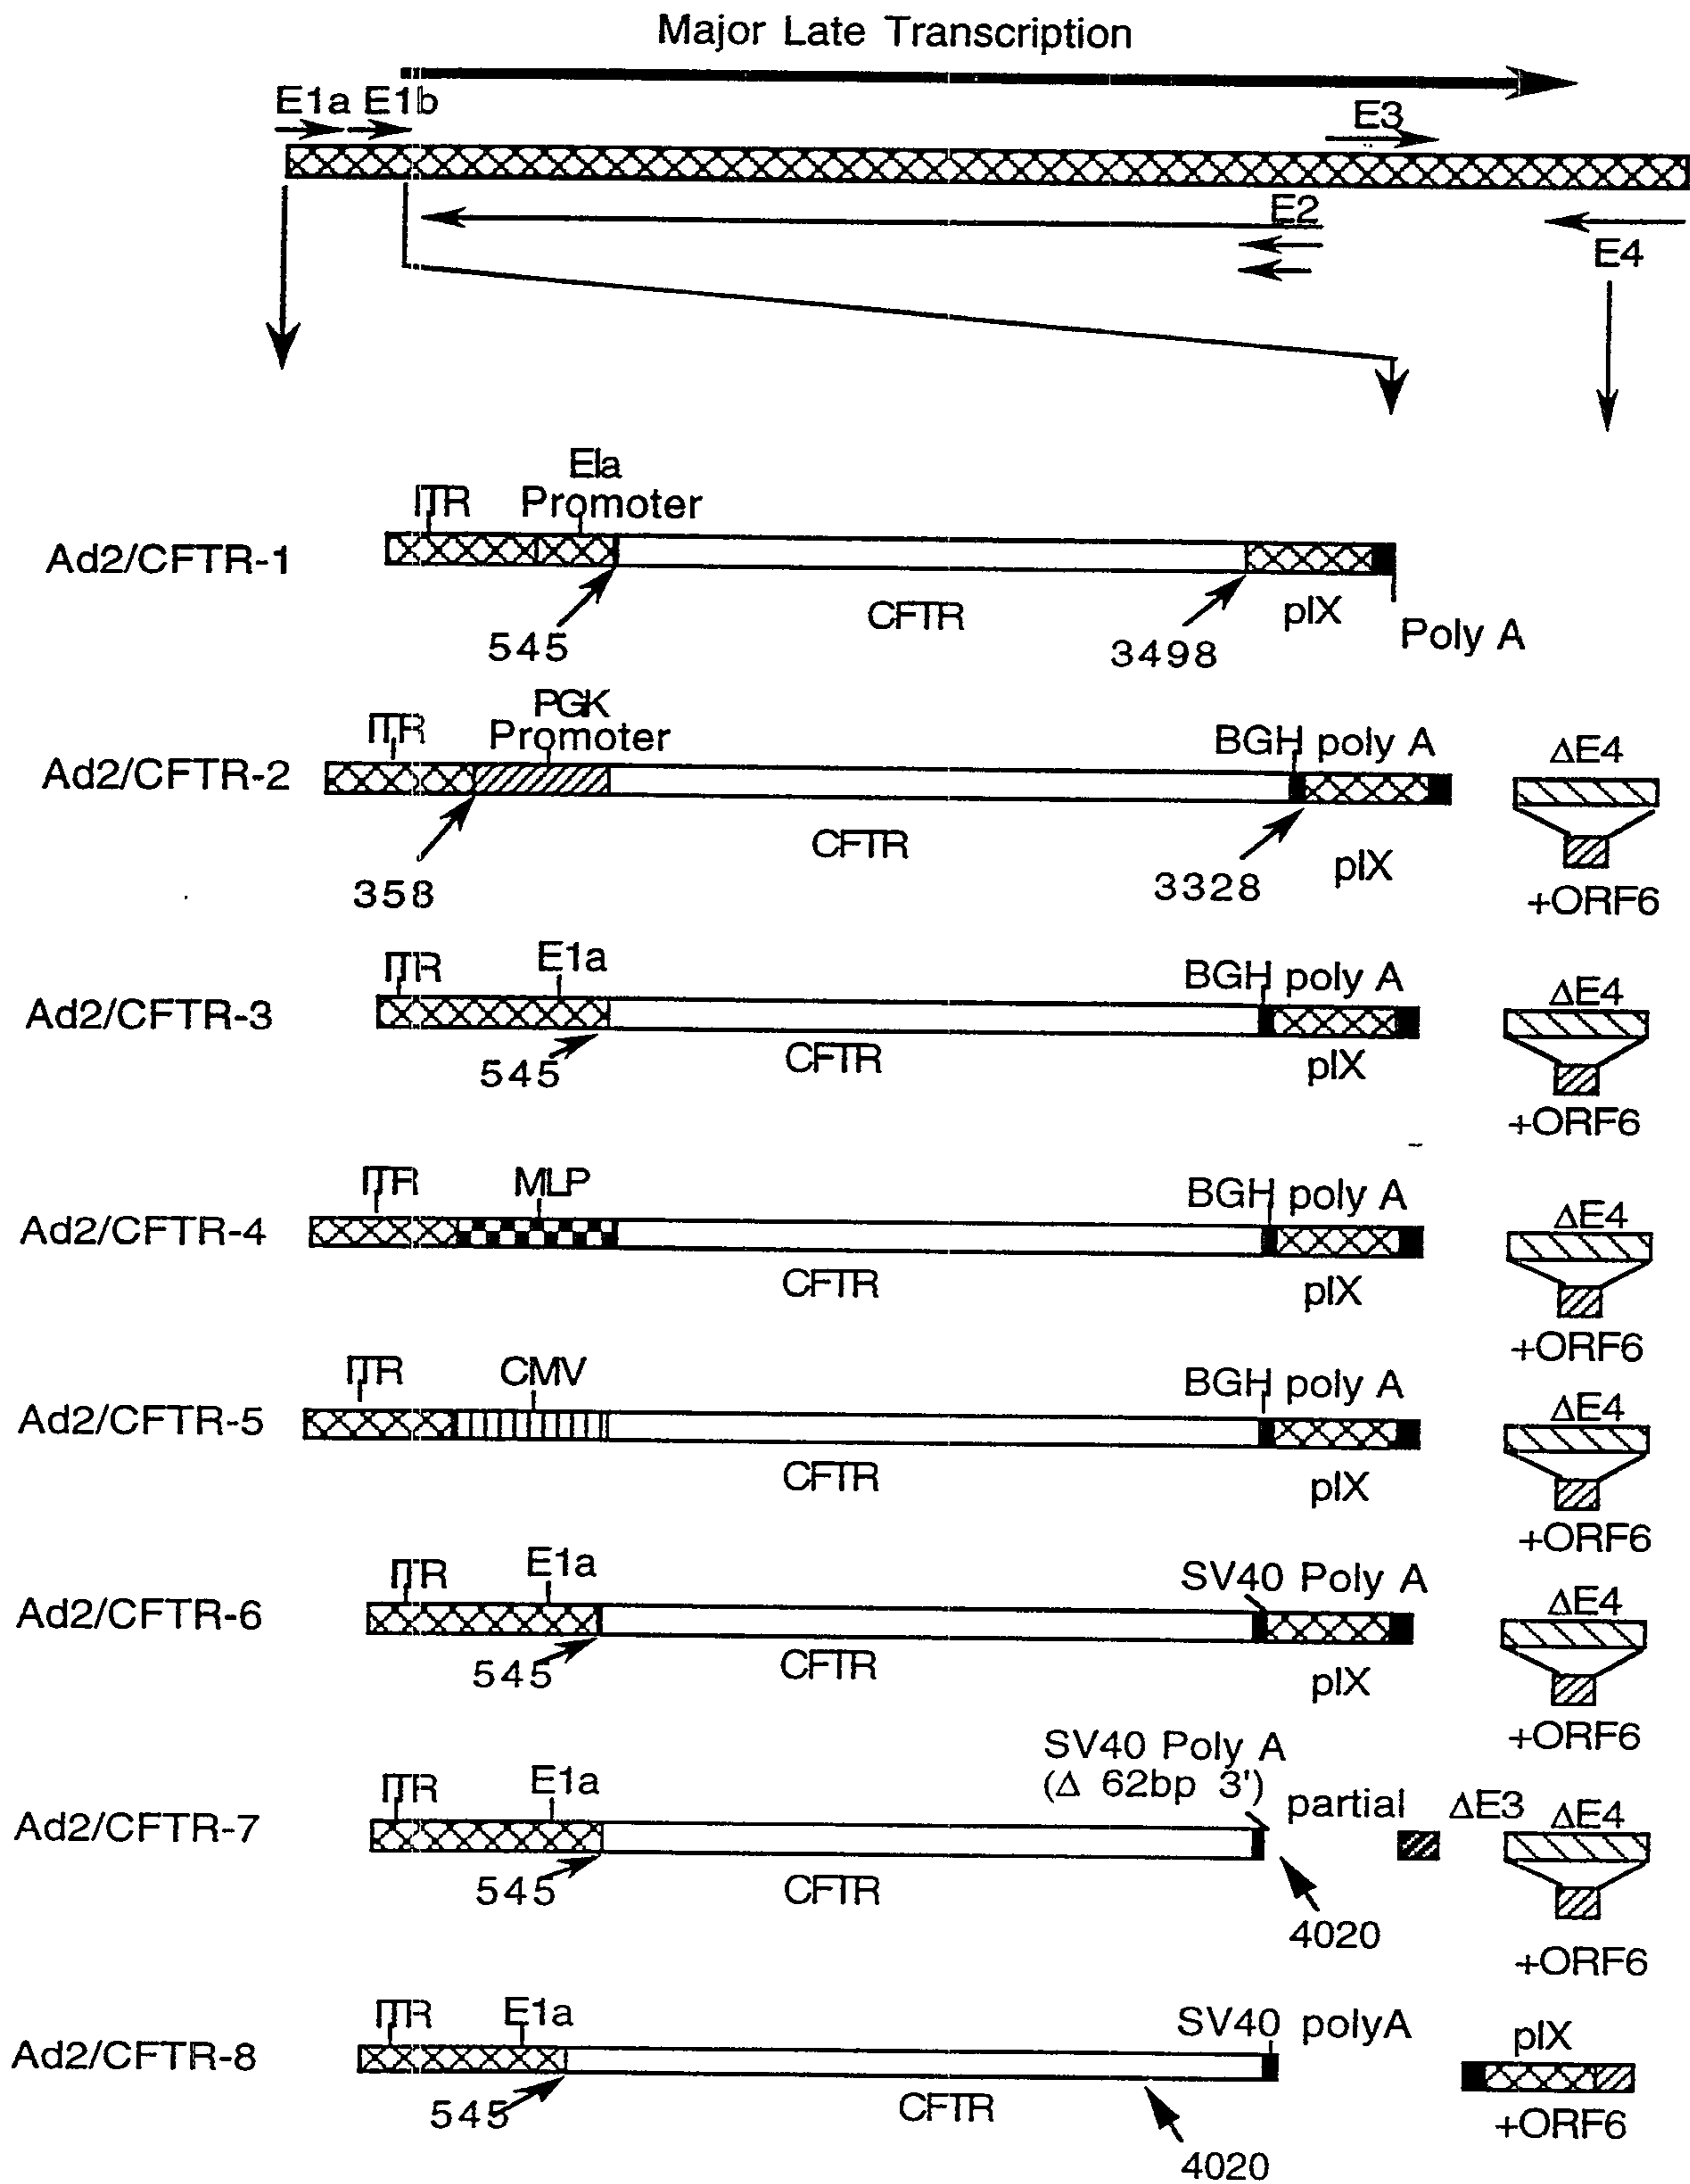 Major Late Transcription
E1a E1b
E3
E2
E4
EIa
ITR Promoter
Ad2/CFTR-1
CFTR
pIX
Poly A
545
3498
PGK
ITR Promoter
BGH poly A
ΔE4
Ad2/CFTR-2
CFTR
358
3328
pIX
+ORF6
ITR
E1a
BGH poly A
ΔE4
Ad2/CFTR-3
545
CFTR
pIX
+ORF6
ITR
MLP
BGH poly A
ΔE4
Ad2/CFTR-4
CFTR
pIX
+ORF6
ITR
CMV
BGH poly A
ΔE4
Ad2/CFTR-5
CFTR
pIX
+ORF6
ITR
E1a
SV40 Poly A
ΔE4
Ad2/CFTR-6
545
CFTR
pIX
+ORF6
SV40 Poly A
(Δ 62bp 3')
ITR
E1a
partial
ΔE3
ΔE4
Ad2/CFTR-7
545
CFTR
4020
+ORF6
ITR
E1a
SV40 polyA
pIX
Ad2/CFTR-8
545
CFTR
4020
+ORF6